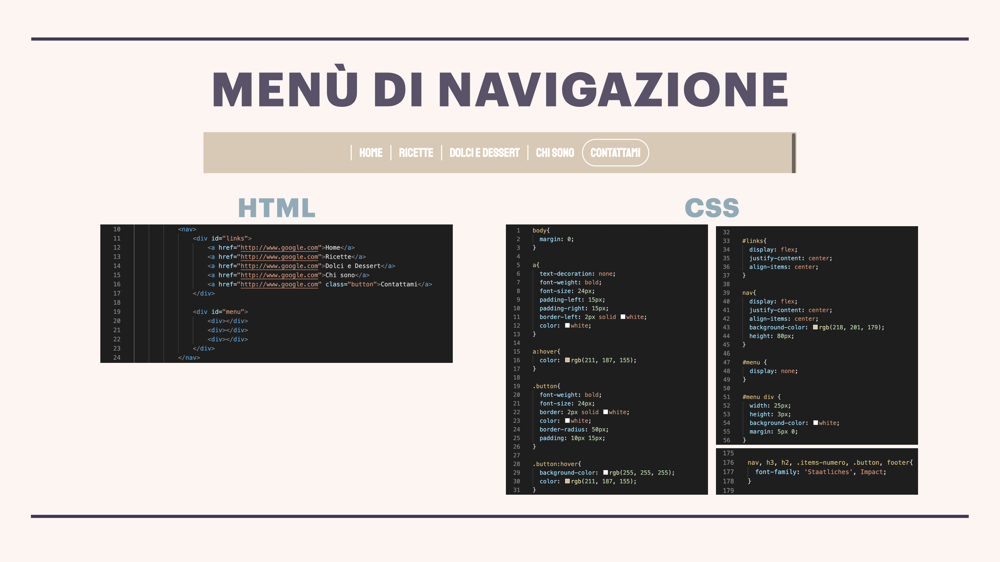 MENÙ DI NAVIGAZIONE
HOME
RICETTE
DOLCI E DESSERT
CHI SONO
CONTATTAMI
HTML
10 <nav>
11 <div id="links">
12 <a href="http://www.google.com">Home</a>
13 <a href="http://www.google.com">Ricette</a>
14 <a href="http://www.google.com">Dolci e Dessert</a>
15 <a href="http://www.google.com">Chi sono</a>
16 <a href="http://www.google.com" class="button">Contattami</a>
17 </div>
18
19 <div id="menu">
20 <div></div>
21 <div></div>
22 <div></div>
23 </div>
24 </nav>
CSS
1 body{
2 margin: 0;
3 }
4
5 a{
6 text-decoration: none;
7 font-weight: bold;
8 font-size: 24px;
9 padding-left: 15px;
10 padding-right: 15px;
11 border-left: 2px solid white;
12 color: white;
13 }
14
15 a:hover{
16 color: rgb(211, 187, 155);
17 }
18
19 .button{
20 font-weight: bold;
21 font-size: 24px;
22 border: 2px solid white;
23 color: white;
24 border-radius: 50px;
25 padding: 10px 15px;
26 }
27
28 .button:hover{
29 background-color: rgb(255, 255, 255);
30 color: rgb(211, 187, 155);
31 }
32
33 #links{
34 display: flex;
35 justify-content: center;
36 align-items: center;
37 }
38
39 nav{
40 display: flex;
41 justify-content: center;
42 align-items: center;
43 background-color: rgb(218, 201, 179);
44 height: 80px;
45 }
46
47 #menu {
48 display: none;
49 }
50
51 #menu div {
52 width: 25px;
53 height: 3px;
54 background-color: white;
55 margin: 5px 0;
56 }
175
176 nav, h3, h2, .items-numero, .button, footer{
177 font-family: 'Staatliches', Impact;
178 }
179